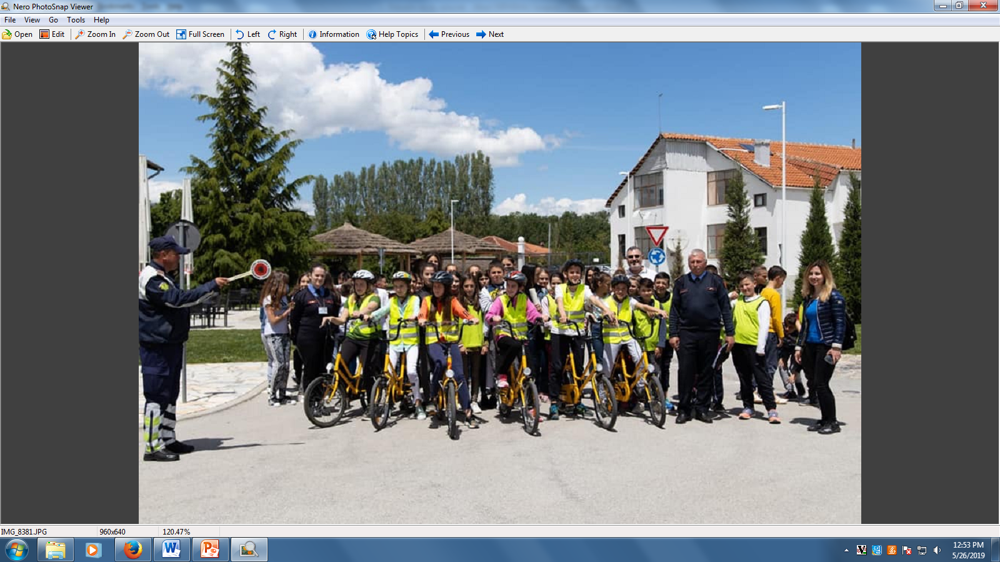 Nero PhotoSnap Viewer
File View Go Tools Help
Open Edit Zoom In Zoom Out Full Screen Left Right Information Help Topics Previous Next
IMG_8381.JPG 960x640 120.47%
12:53 PM
5/26/2019